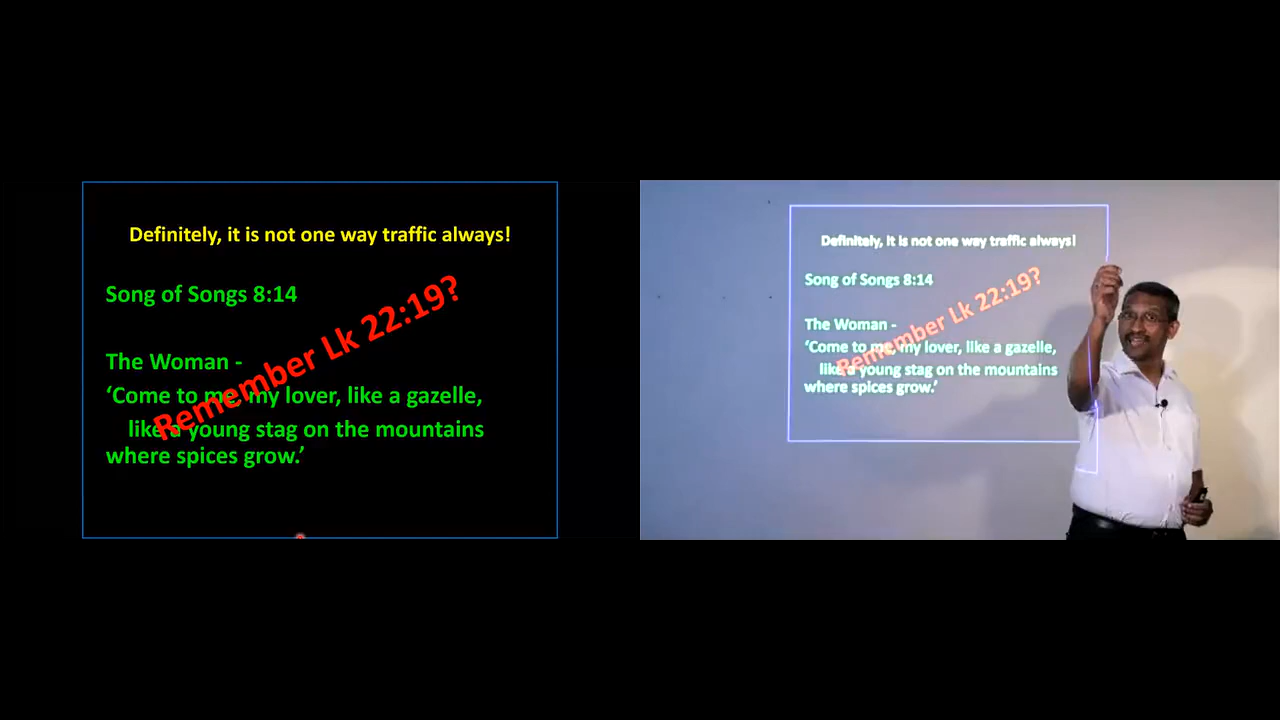 Definitely, it is not one way traffic always!
Song of Songs 8:14
Remember Lk 22:19?
The Woman -
‘Come to me, my lover, like a gazelle,
like a young stag on the mountains
where spices grow.’
Definitely, it is not one way traffic always!
Song of Songs 8:14
Remember Lk 22:19?
The Woman -
‘Come to me, my lover, like a gazelle,
like a young stag on the mountains
where spices grow.’